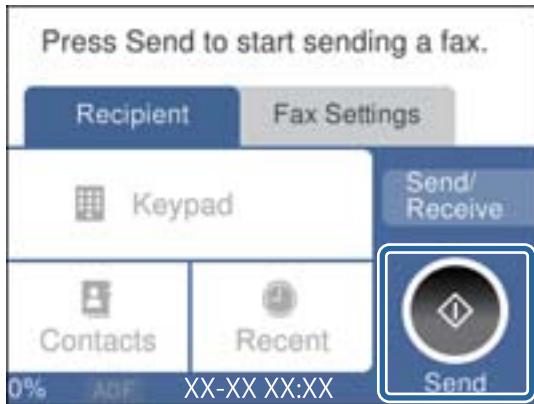 Press Send to start sending a fax.
Recipient
Fax Settings
Keypad
Send/
Receive
Contacts
Recent
Send
0%
ADF
XX-XX XX:XX